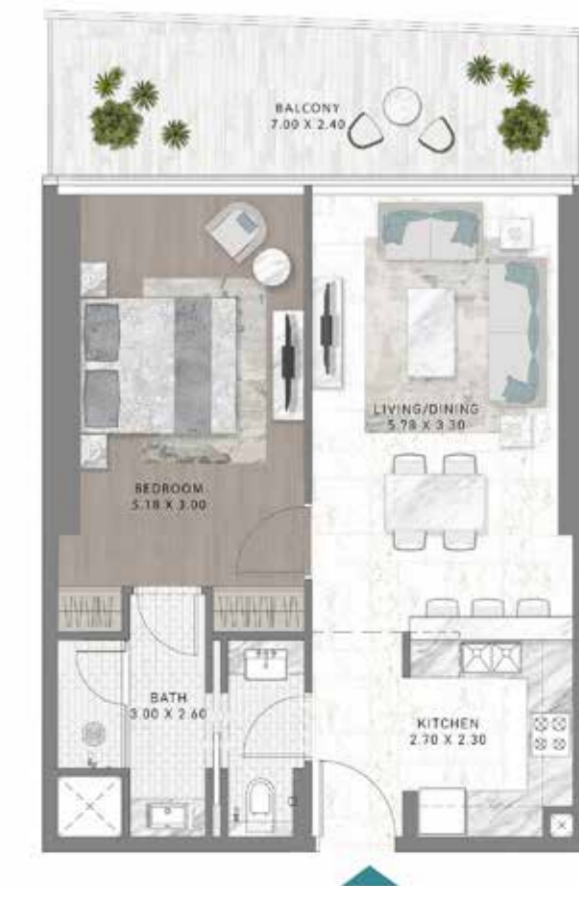 BALCONY
7.00 X 2.40
LIVING/DINING
5.78 X 3.30
BEDROOM
5.18 X 3.00
BATH
3.00 X 2.60
KITCHEN
2.70 X 2.30